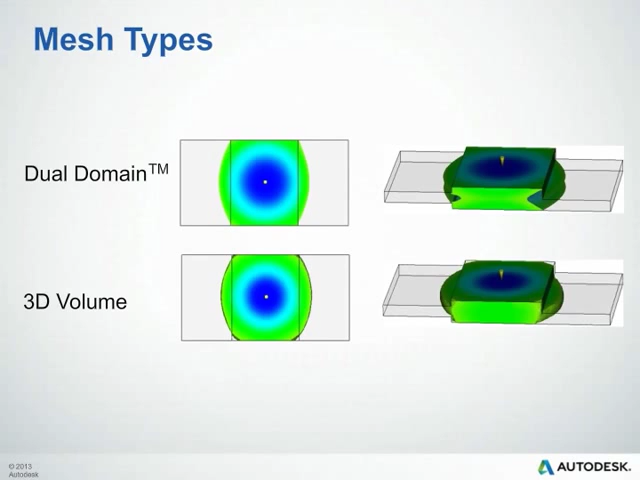 Mesh Types
Dual Domain™
3D Volume
© 2013
Autodesk
AUTODESK.